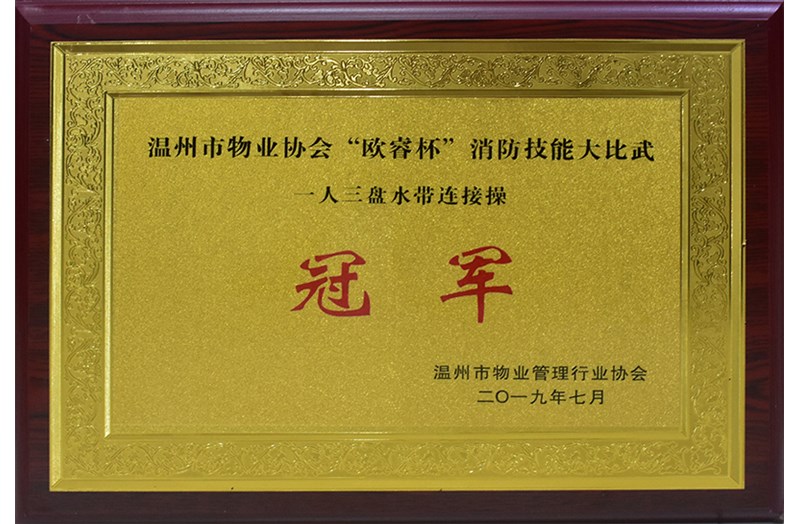 温州市物业协会“欧睿杯”消防技能大比武
一人三盘水带连接操
冠军
温州市物业管理行业协会
二〇一九年七月